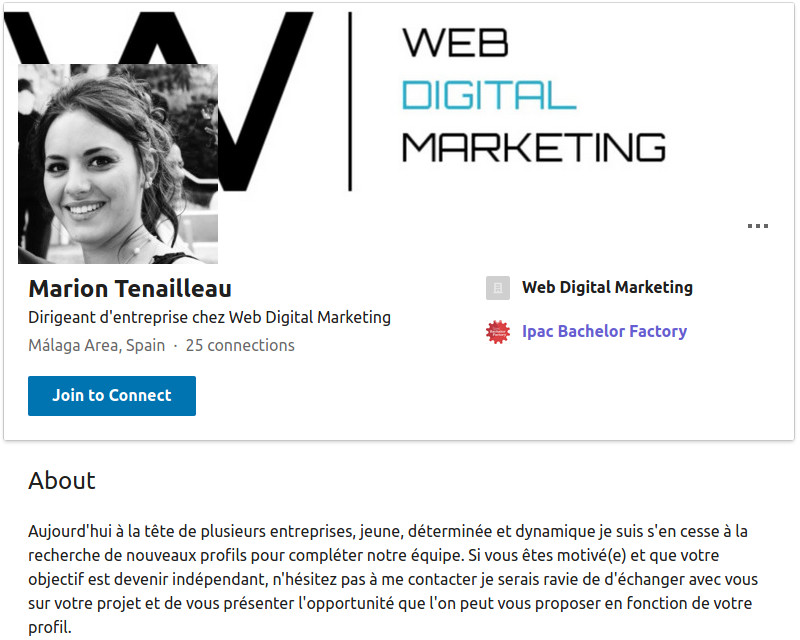 WEB
DIGITAL
MARKETING
Marion Tenailleau
Dirigeant d'entreprise chez Web Digital Marketing
Málaga Area, Spain · 25 connections
Join to Connect
Web Digital Marketing
Ipac Bachelor Factory
About
Aujourd'hui à la tête de plusieurs entreprises, jeune, déterminée et dynamique je suis s'en cesse à la
recherche de nouveaux profils pour compléter notre équipe. Si vous êtes motivé(e) et que votre
objectif est devenir indépendant, n'hésitez pas à me contacter je serais ravie de d'échanger avec vous
sur votre projet et de vous présenter l'opportunité que l'on peut vous proposer en fonction de votre
profil.